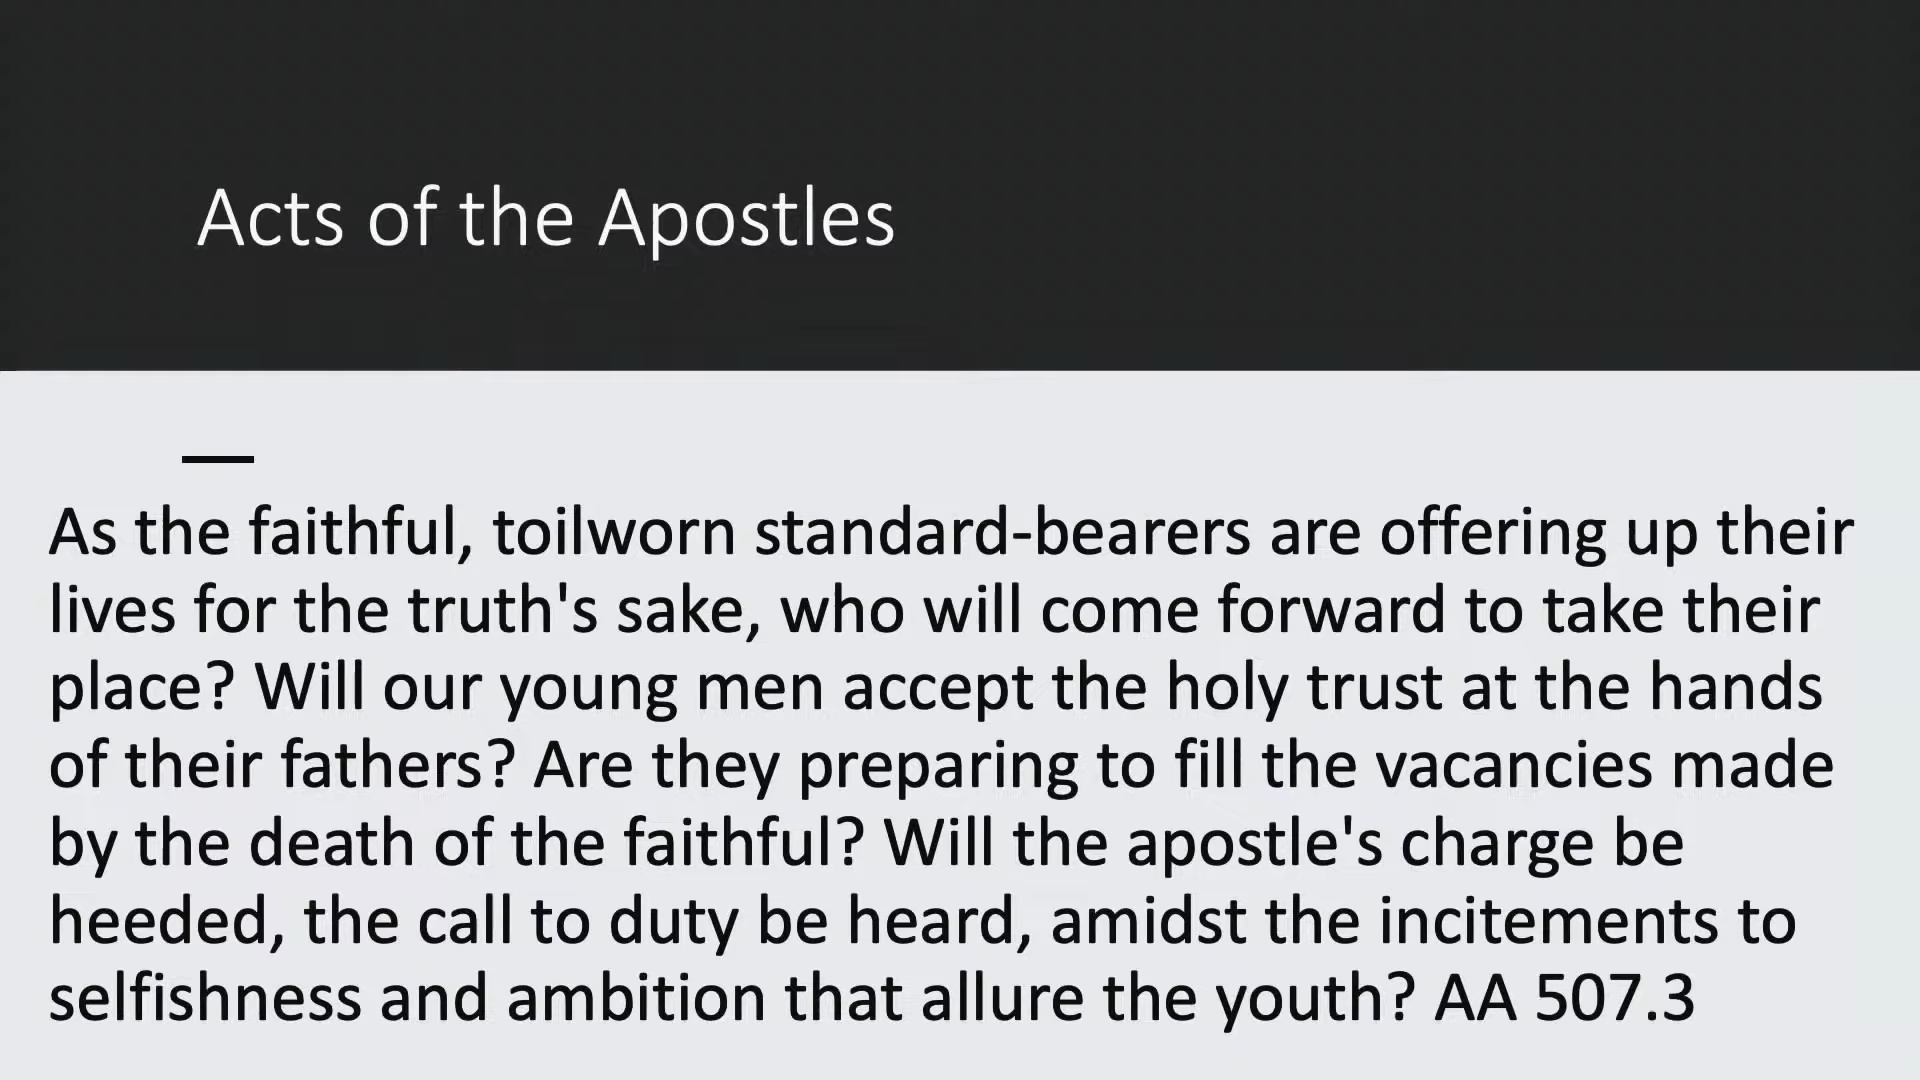 Acts of the Apostles
As the faithful, toilworn standard-bearers are offering up their
lives for the truth's sake, who will come forward to take their
place? Will our young men accept the holy trust at the hands
of their fathers? Are they preparing to fill the vacancies made
by the death of the faithful? Will the apostle's charge be
heeded, the call to duty be heard, amidst the incitements to
selfishness and ambition that allure the youth? AA 507.3